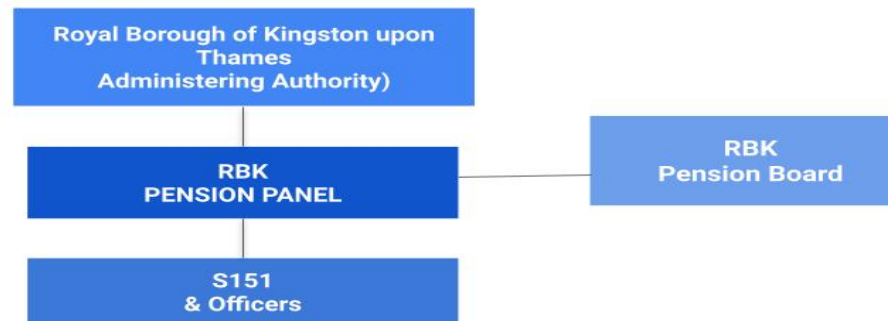 Royal Borough of Kingston upon
Thames
Administering Authority)
RBK
PENSION PANEL
RBK
Pension Board
S151
& Officers